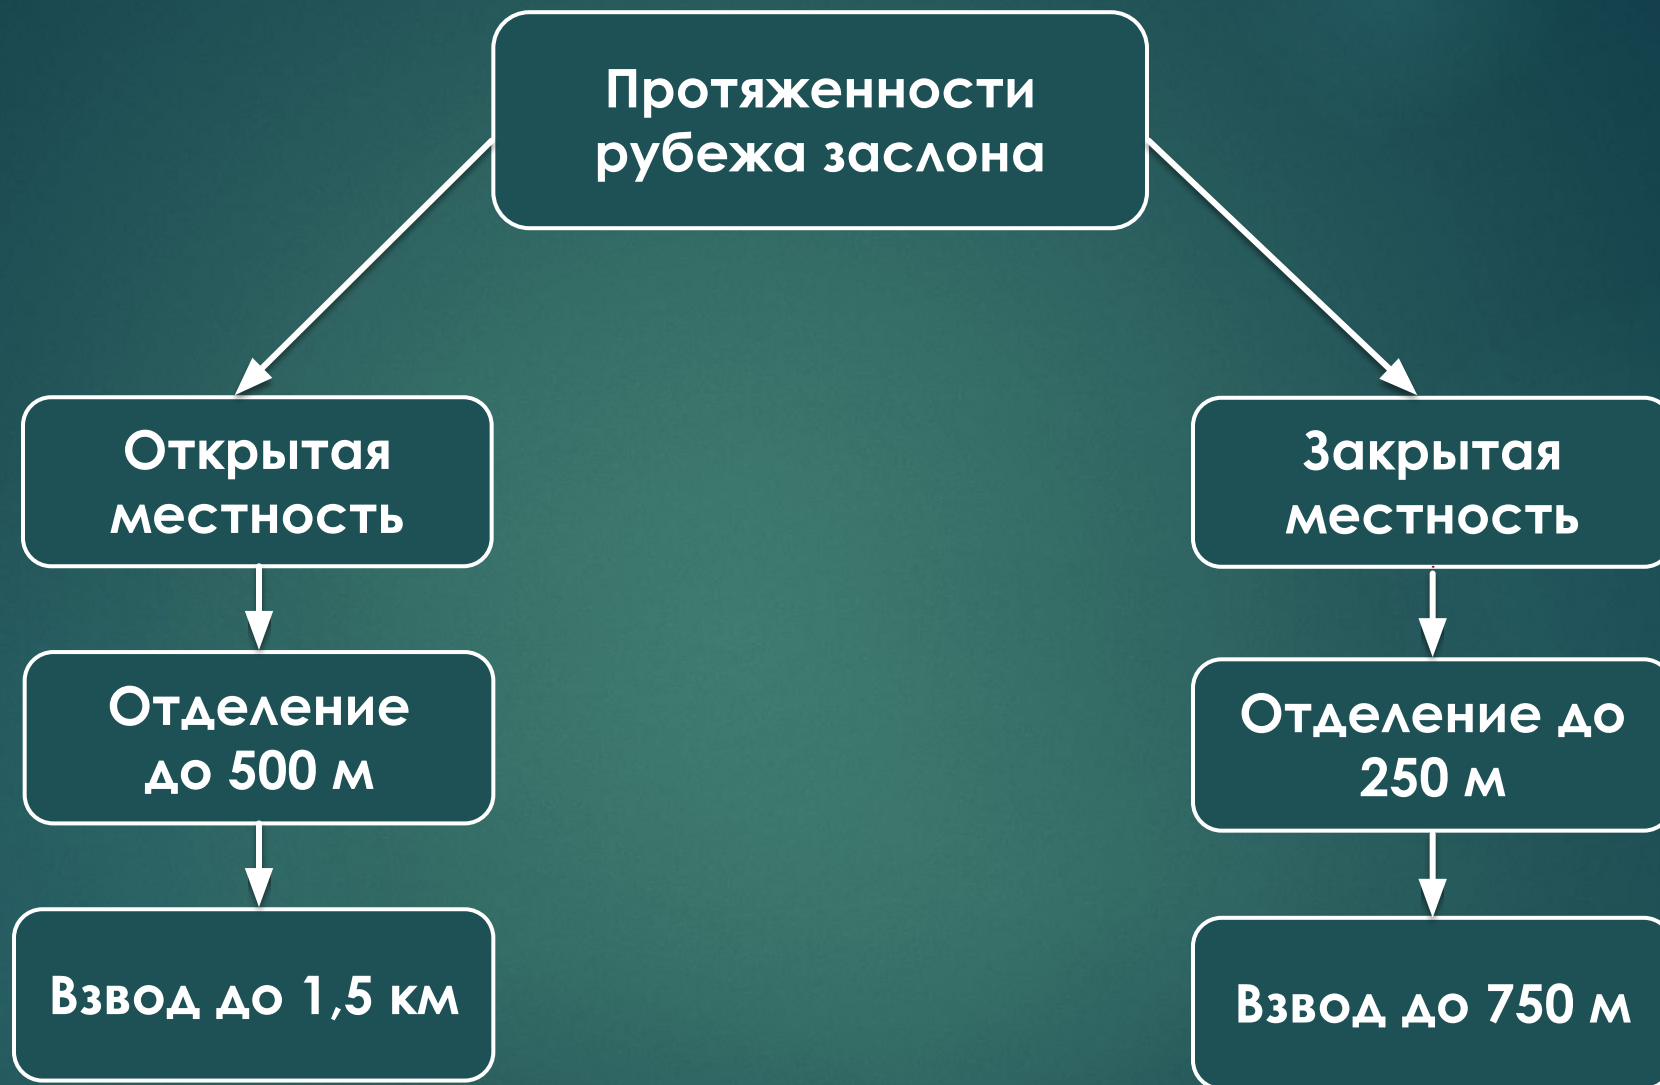 Протяженности
рубежа заслона
Открытая
местность
Закрытая
местность
Отделение
до 500 м
Отделение до
250 м
Взвод до 1,5 км
Взвод до 750 м